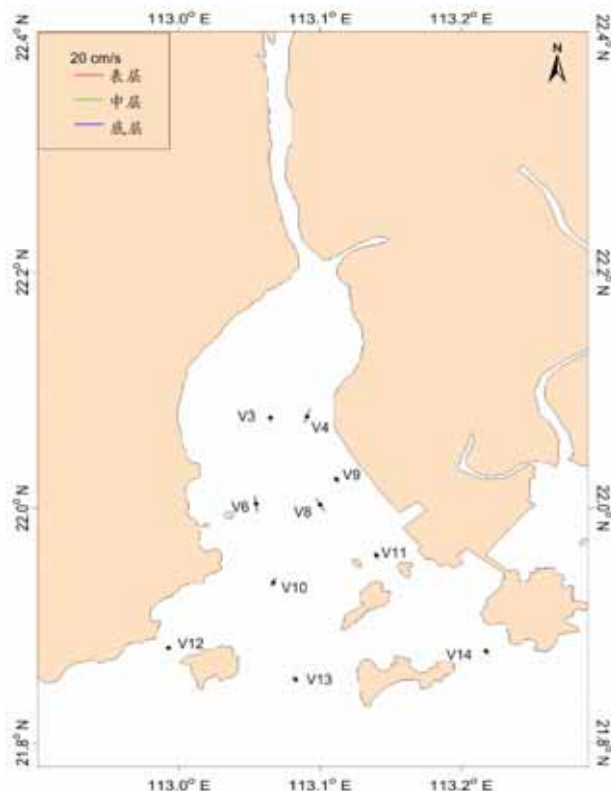 113.0° E 113.1° E 113.2° E
22.4° N 22.4° N
20 cm/s
表层
中层
底层
N
22.2° N 22.2° N
V3
V4
V9
V6
V8
22.0° N 22.0° N
V11
V10
V12
V14
V13
21.8° N 21.8° N
113.0° E 113.1° E 113.2° E